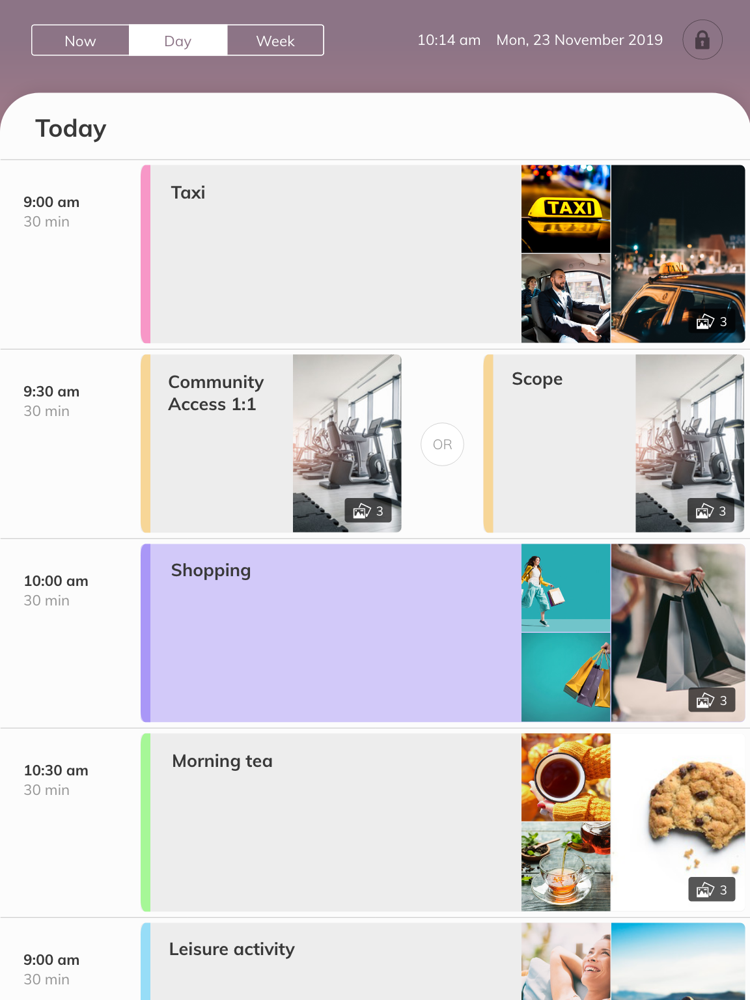 Now Day Week 10:14 am Mon, 23 November 2019
Today
9:00 am
30 min
Taxi
TAXI
TAXI
3
9:30 am
30 min
Community
Access 1:1
3
OR
Scope
3
10:00 am
30 min
Shopping
3
10:30 am
30 min
Morning tea
3
9:00 am
30 min
Leisure activity